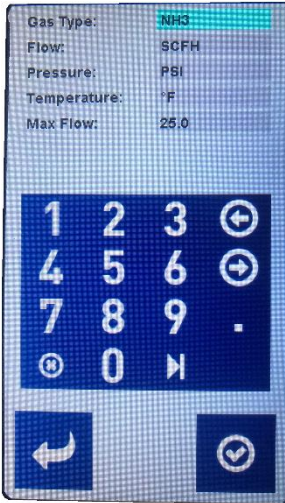 Gas Type: NH3
Flow: SCFH
Pressure: PSI
Temperature: °F
Max Flow: 25.0
1 2 3
4 5 6
7 8 9 .
0